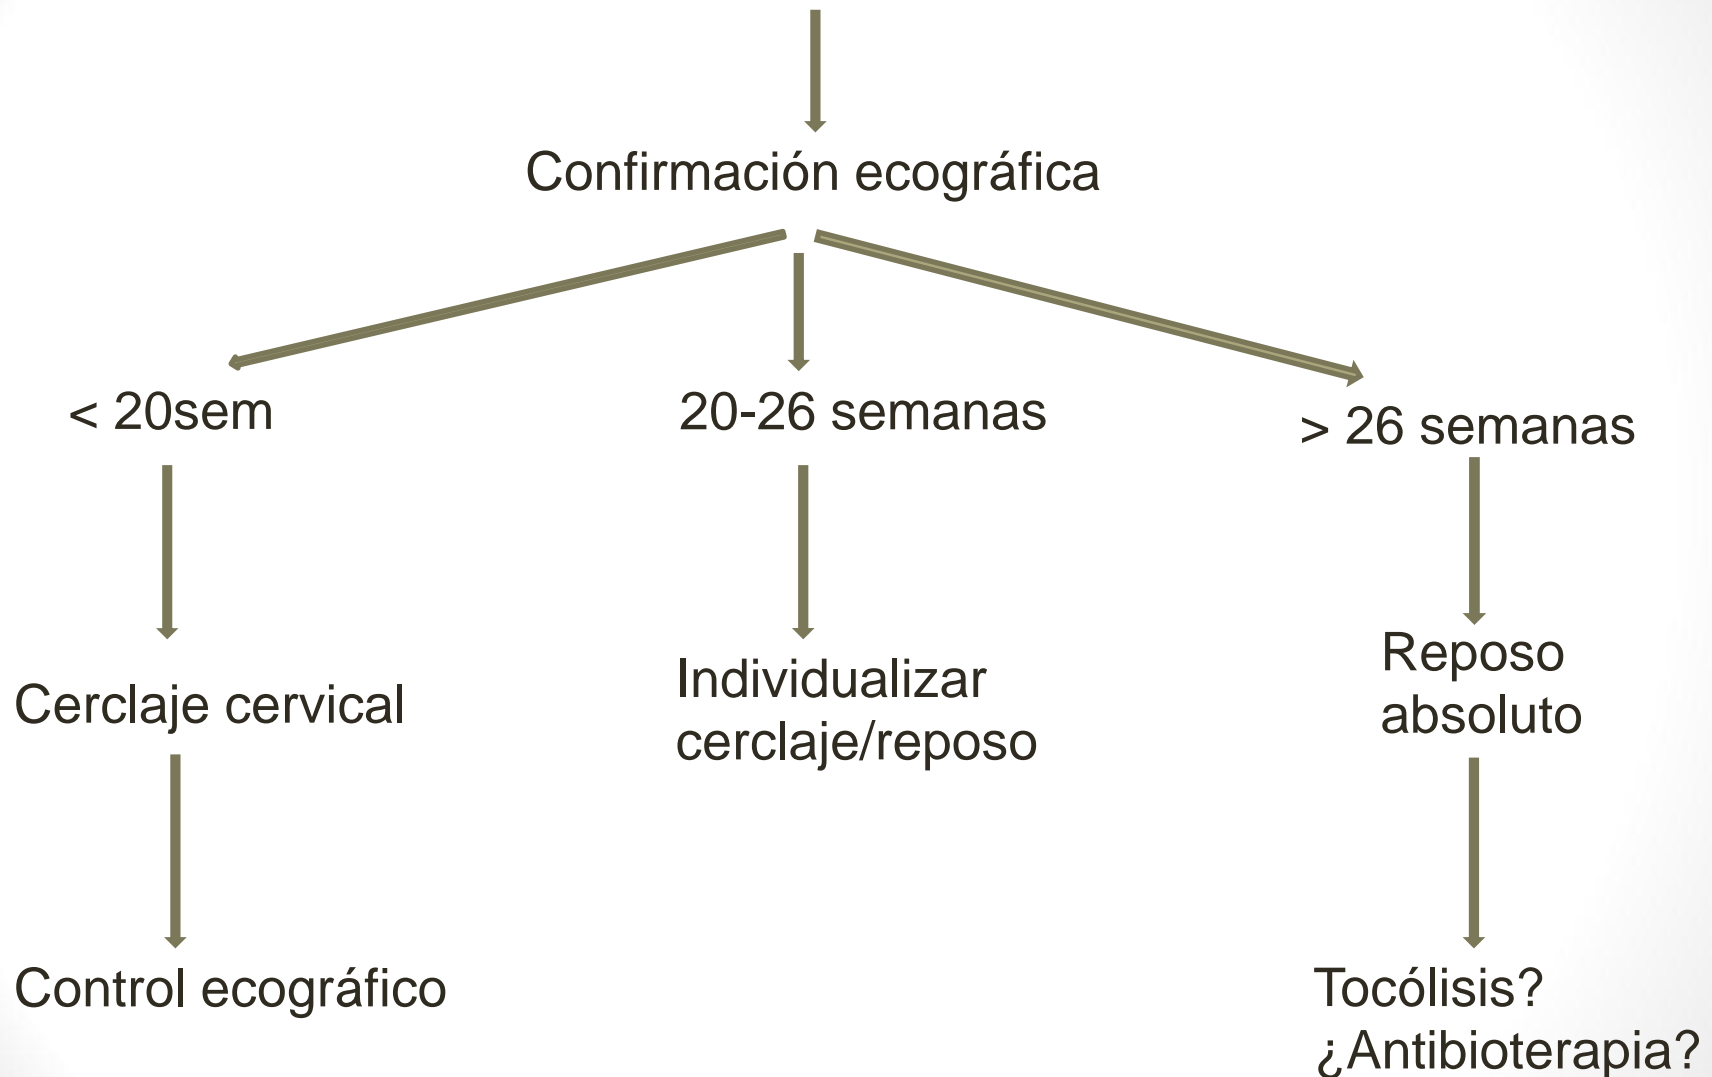 Confirmación ecográfica
< 20sem
20-26 semanas
> 26 semanas
Cerclaje cervical
Individualizar
cerclaje/reposo
Reposo
absoluto
Control ecográfico
Tocólisis?
¿Antibioterapia?